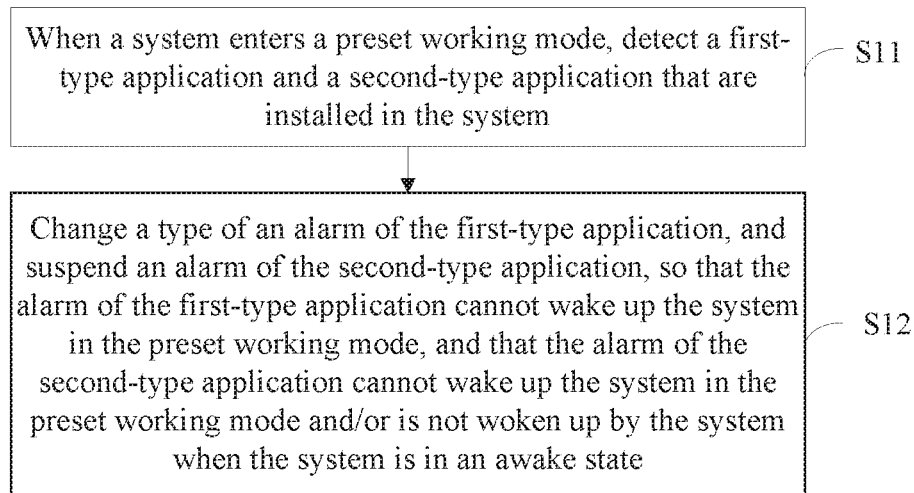 When a system enters a preset working mode, detect a first-
type application and a second-type application that are
installed in the system
S11
Change a type of an alarm of the first-type application, and
suspend an alarm of the second-type application, so that the
alarm of the first-type application cannot wake up the system
in the preset working mode, and that the alarm of the
second-type application cannot wake up the system in the
preset working mode and/or is not woken up by the system
when the system is in an awake state
S12